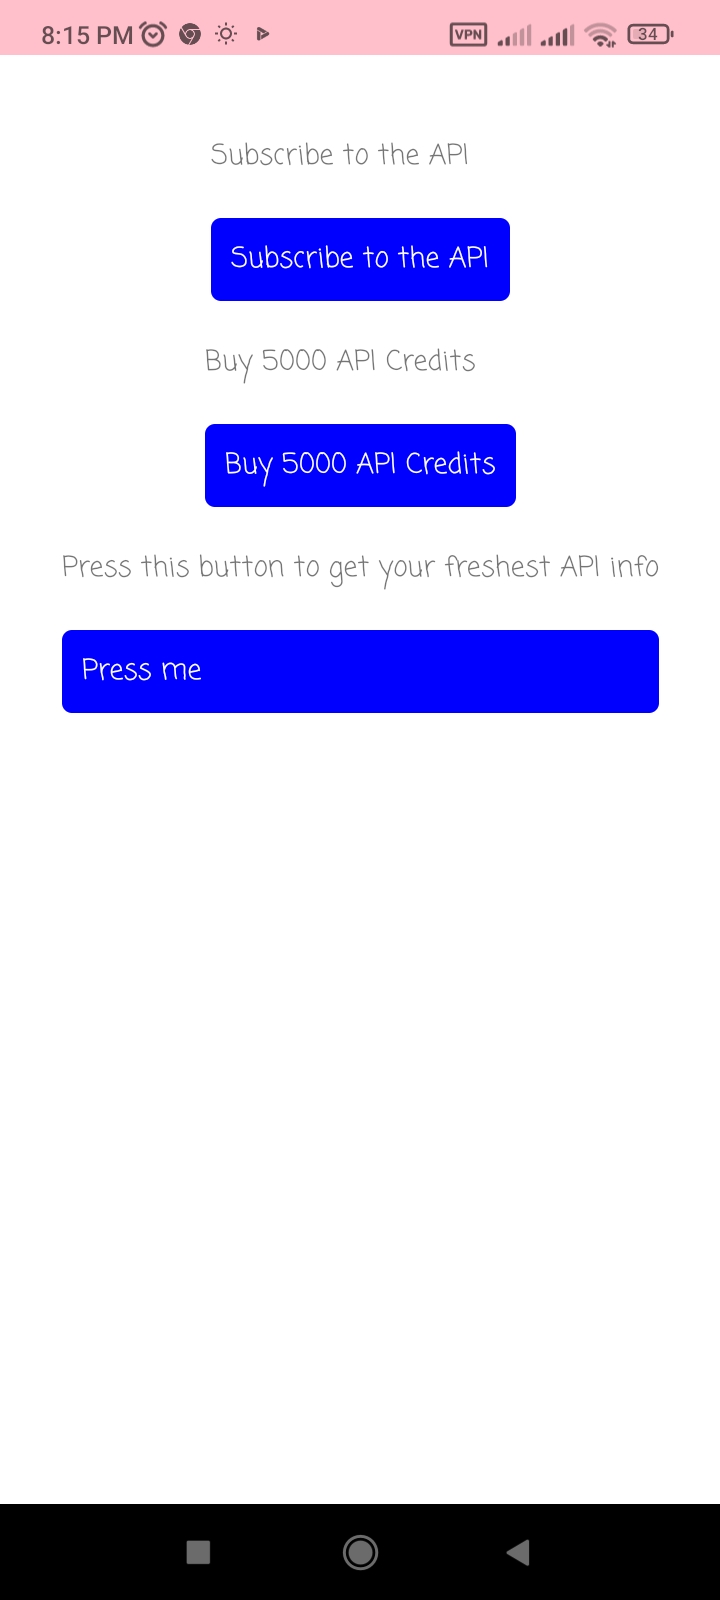 8:15 PM VPN 34
Subscribe to the API
Subscribe to the API
Buy 5000 API Credits
Buy 5000 API Credits
Press this button to get your freshest API info
Press me